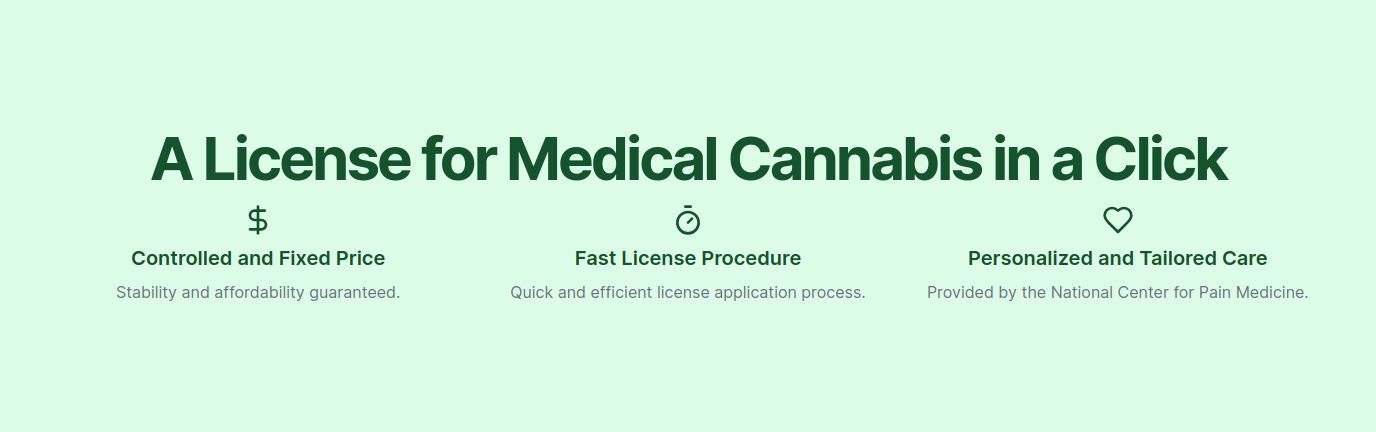 A License for Medical Cannabis in a Click
Controlled and Fixed Price
Stability and affordability guaranteed.
Fast License Procedure
Quick and efficient license application process.
Personalized and Tailored Care
Provided by the National Center for Pain Medicine.